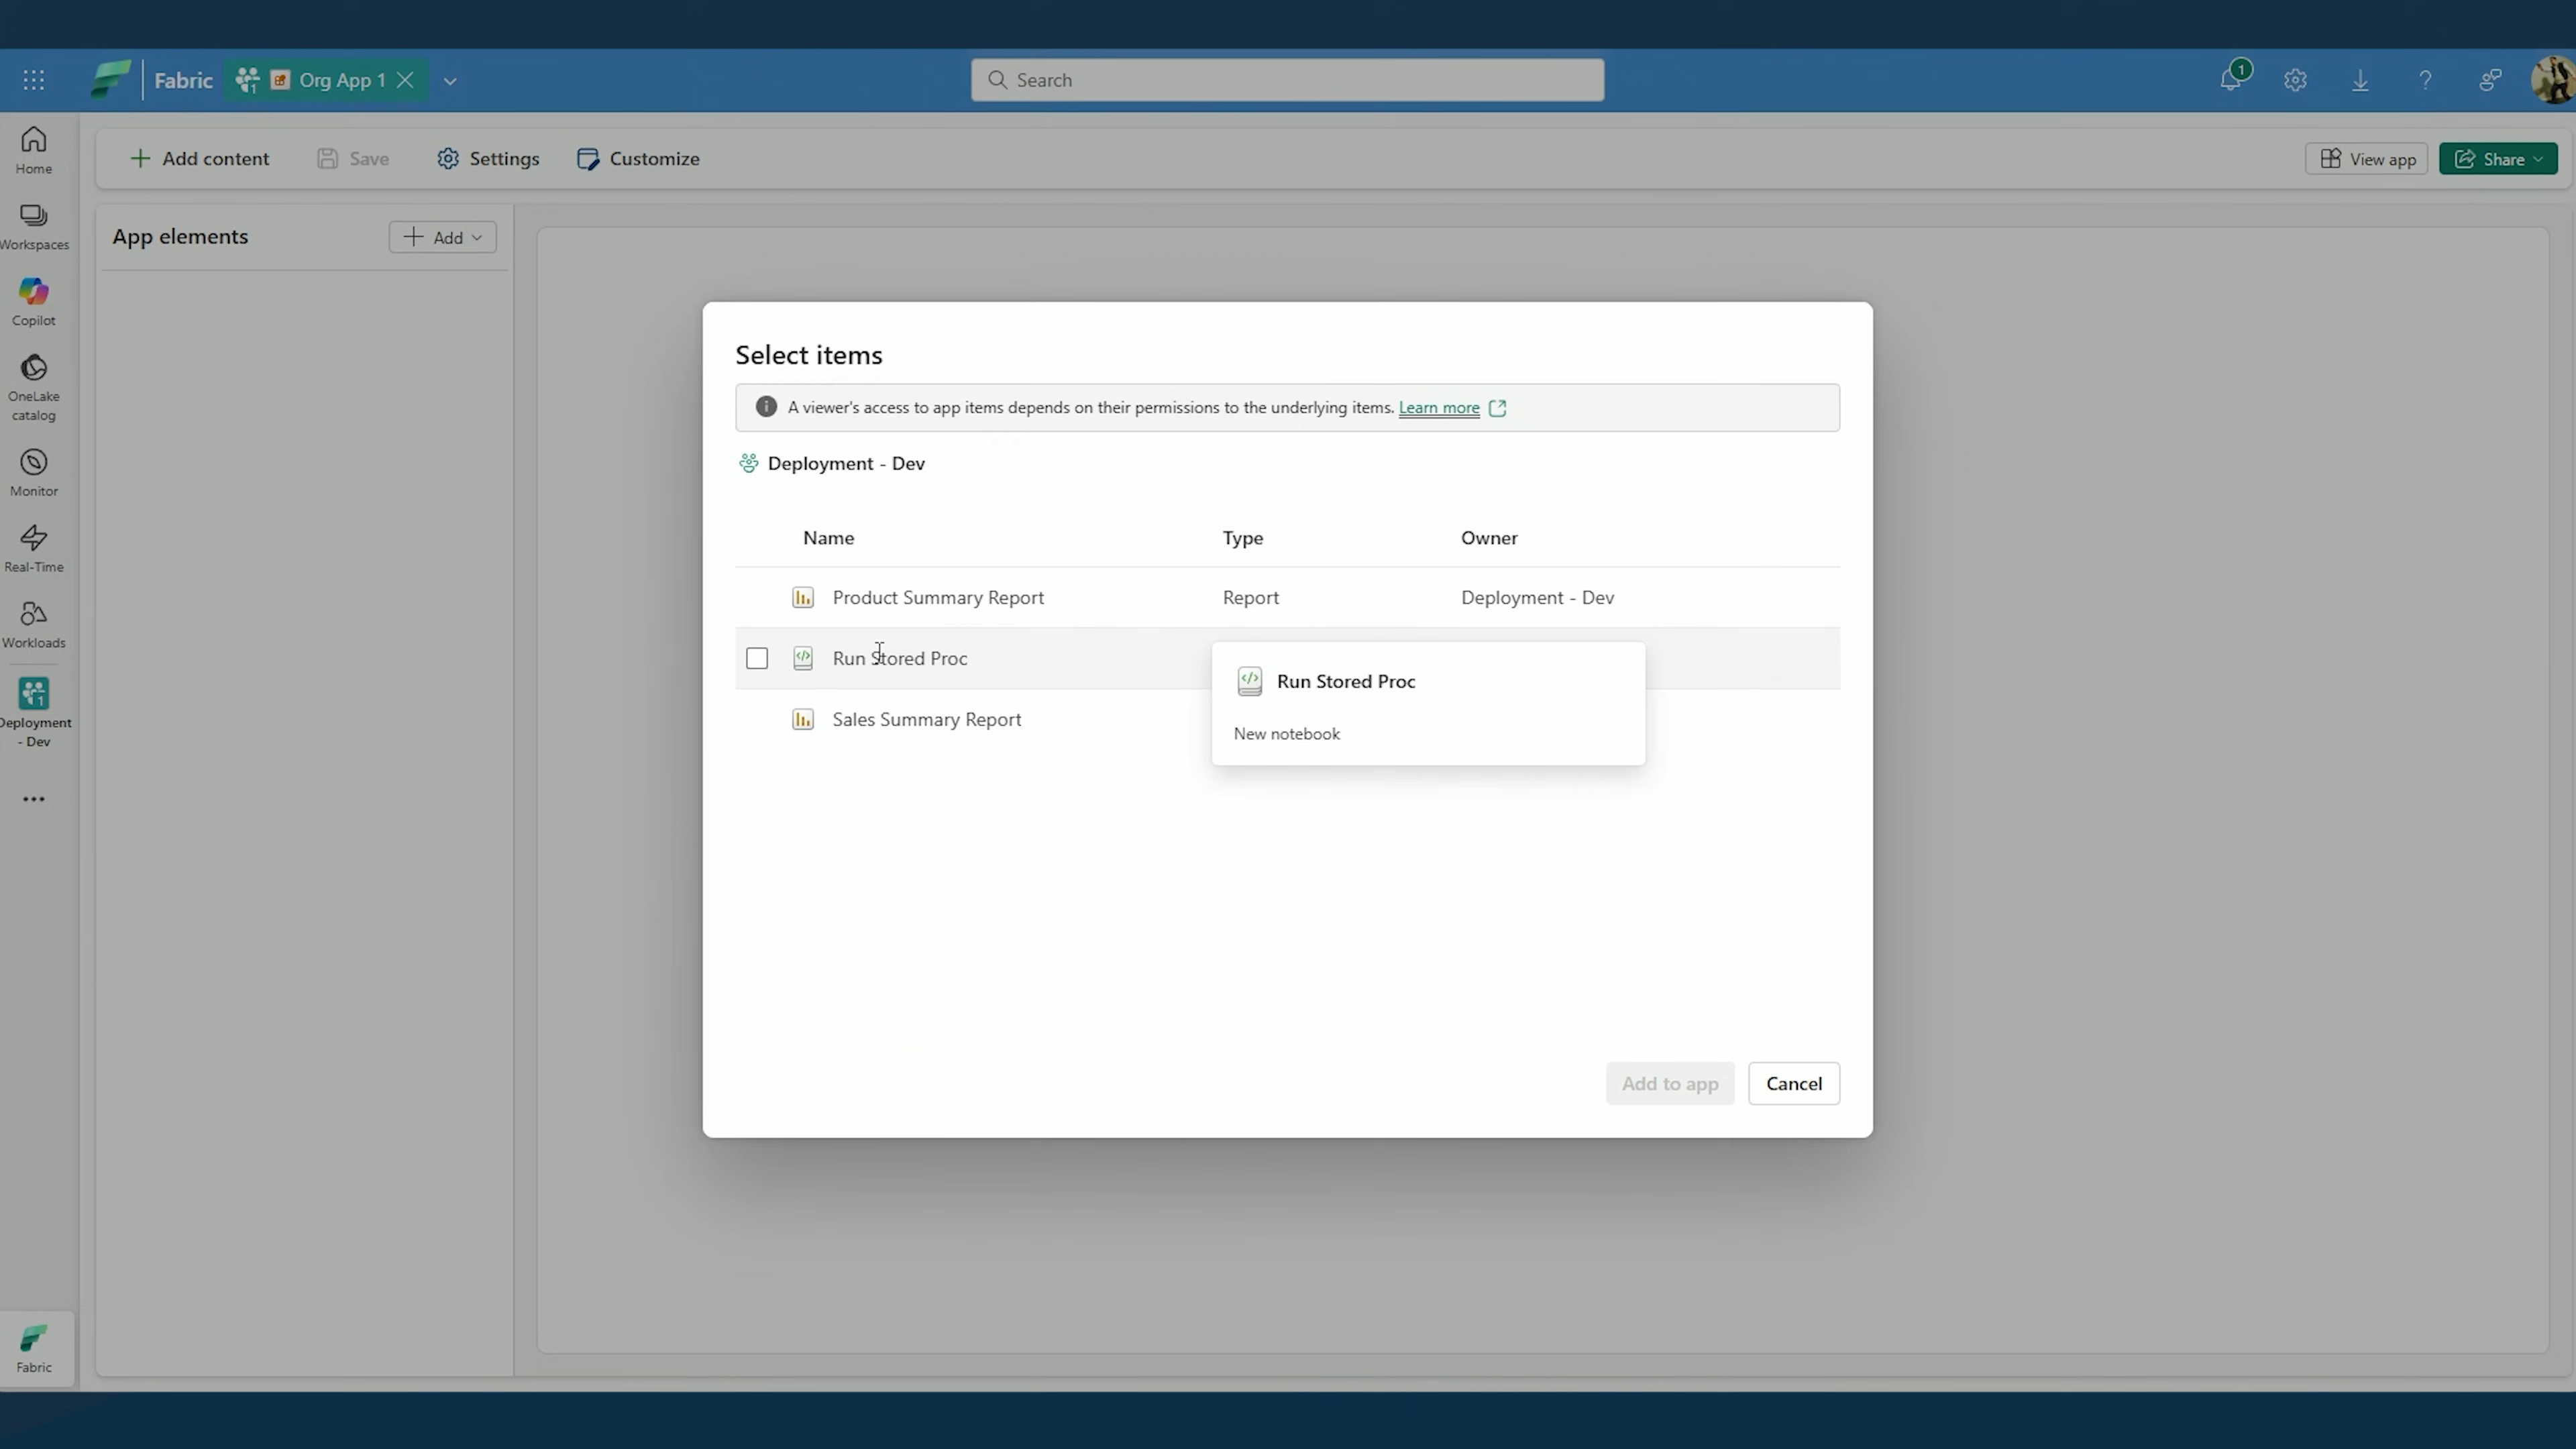 Fabric
1
Org App 1
Search
1
Home
Workspaces
Copilot
OneLake
catalog
Monitor
Real-Time
Workloads
1
Deployment
- Dev
Fabric
Add content
Save
Settings
Customize
View app
Share
App elements
Add
Select items
A viewer's access to app items depends on their permissions to the underlying items. Learn more
Deployment - Dev
Name Type Owner
Product Summary Report Report Deployment - Dev
Run Stored Proc
Sales Summary Report
Run Stored Proc
New notebook
Add to app
Cancel